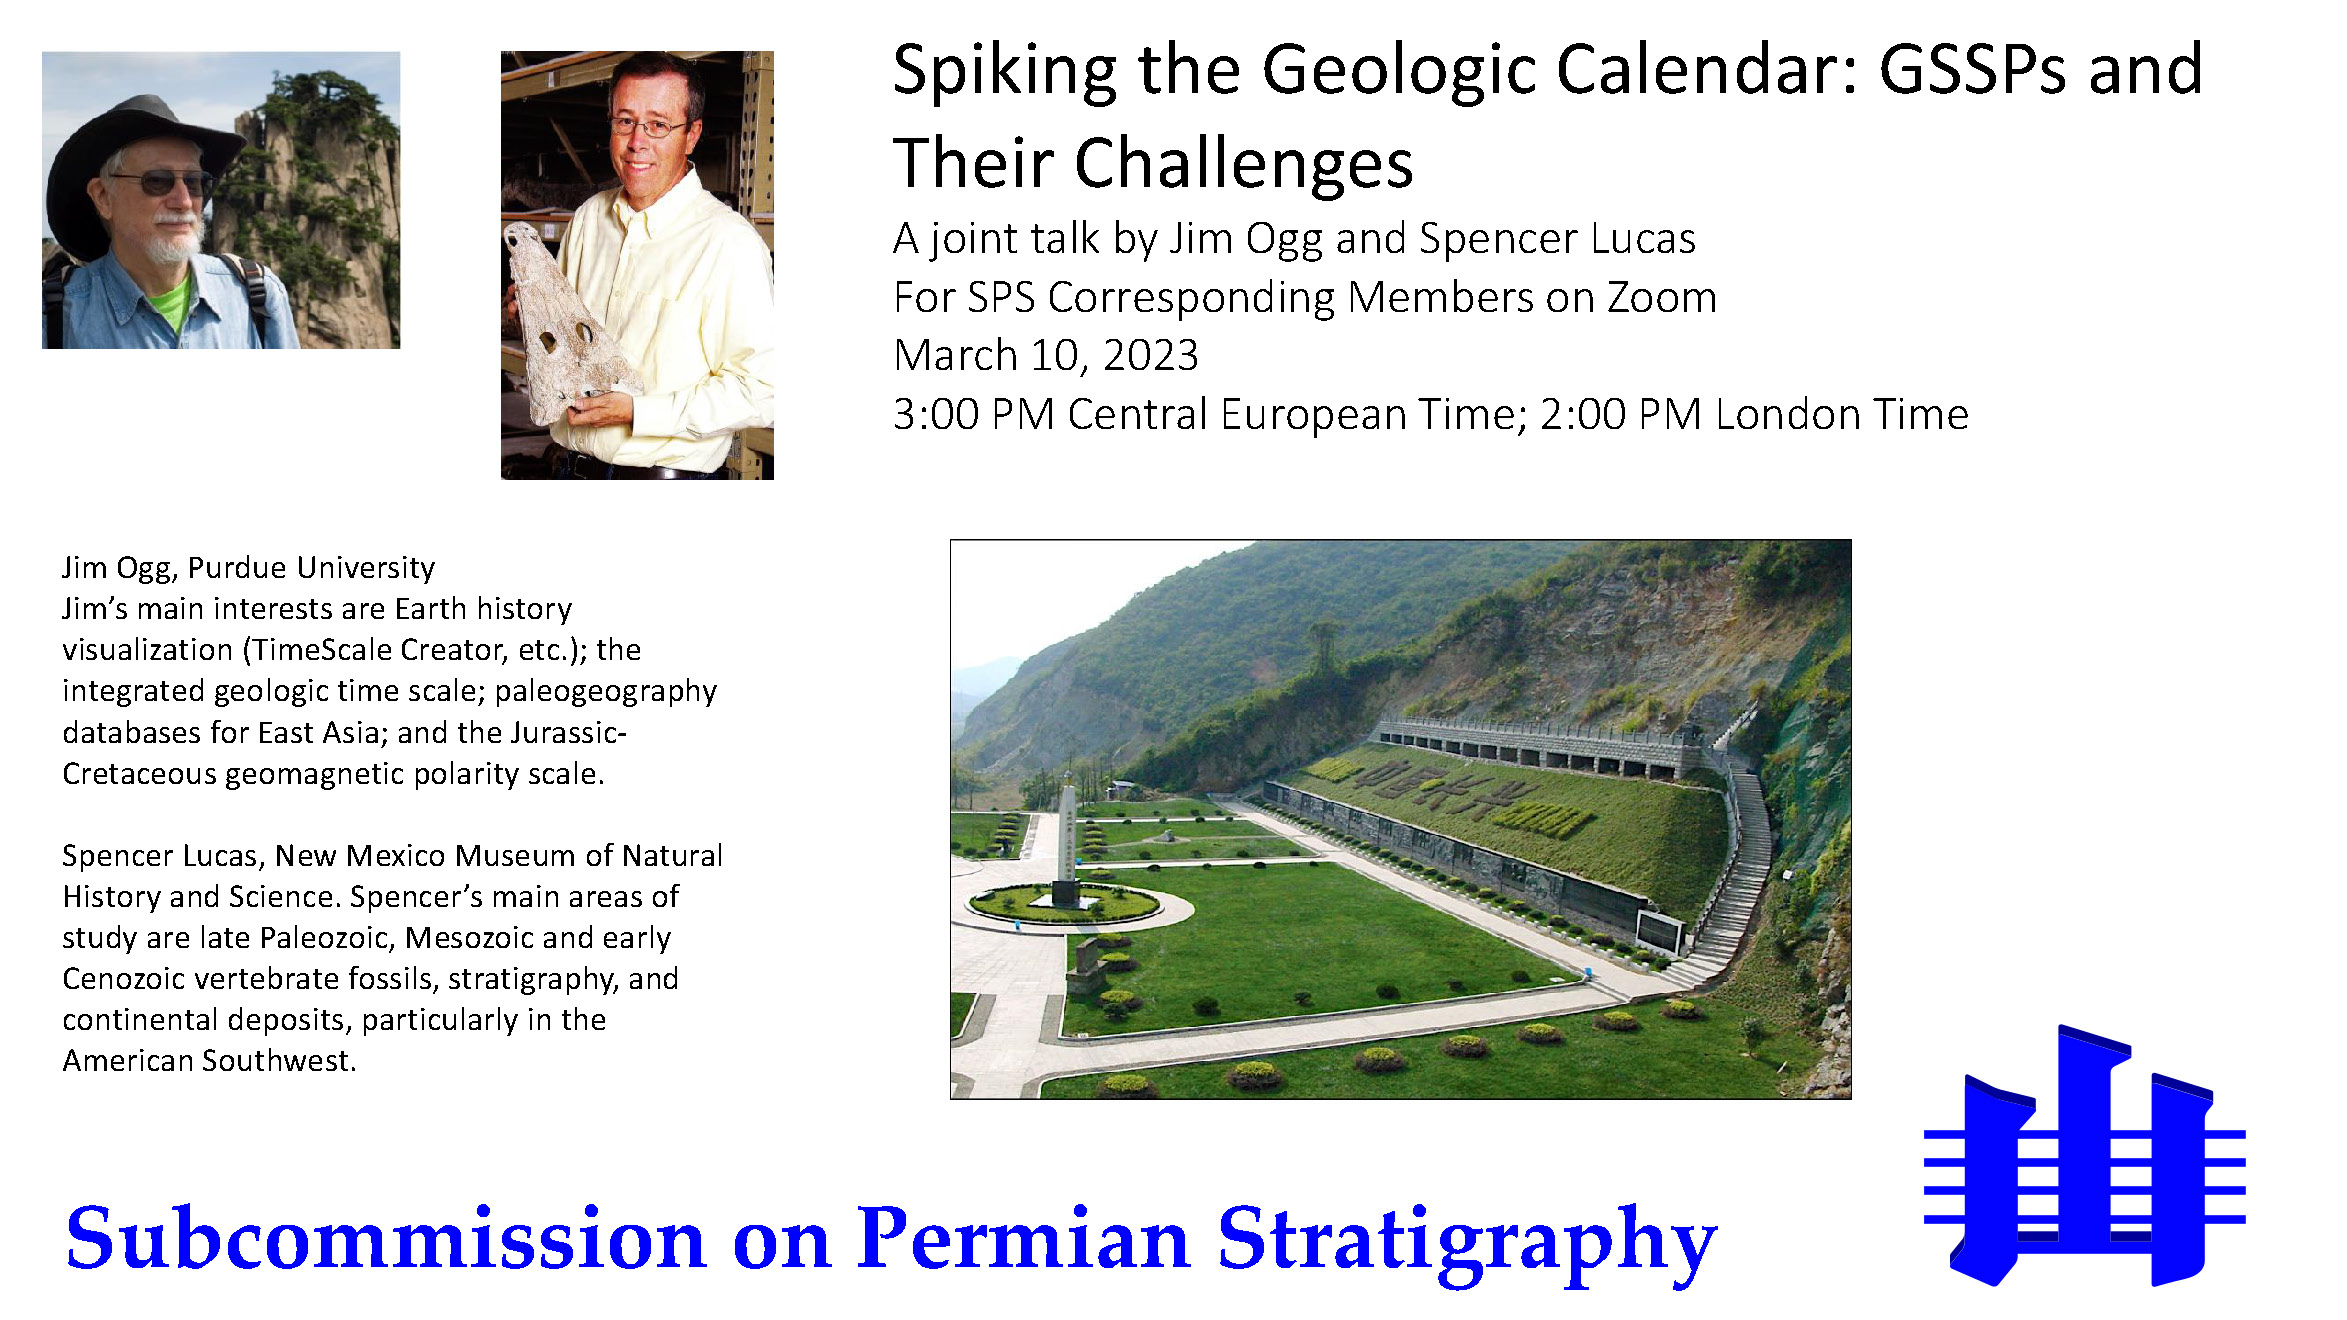 Spiking the Geologic Calendar: GSSPs and
Their Challenges
A joint talk by Jim Ogg and Spencer Lucas
For SPS Corresponding Members on Zoom
March 10, 2023
3:00 PM Central European Time; 2:00 PM London Time
Jim Ogg, Purdue University
Jim’s main interests are Earth history
visualization (TimeScale Creator, etc.); the
integrated geologic time scale; paleogeography
databases for East Asia; and the Jurassic-
Cretaceous geomagnetic polarity scale.
Spencer Lucas, New Mexico Museum of Natural
History and Science. Spencer’s main areas of
study are late Paleozoic, Mesozoic and early
Cenozoic vertebrate fossils, stratigraphy, and
continental deposits, particularly in the
American Southwest.
Subcommission on Permian Stratigraphy